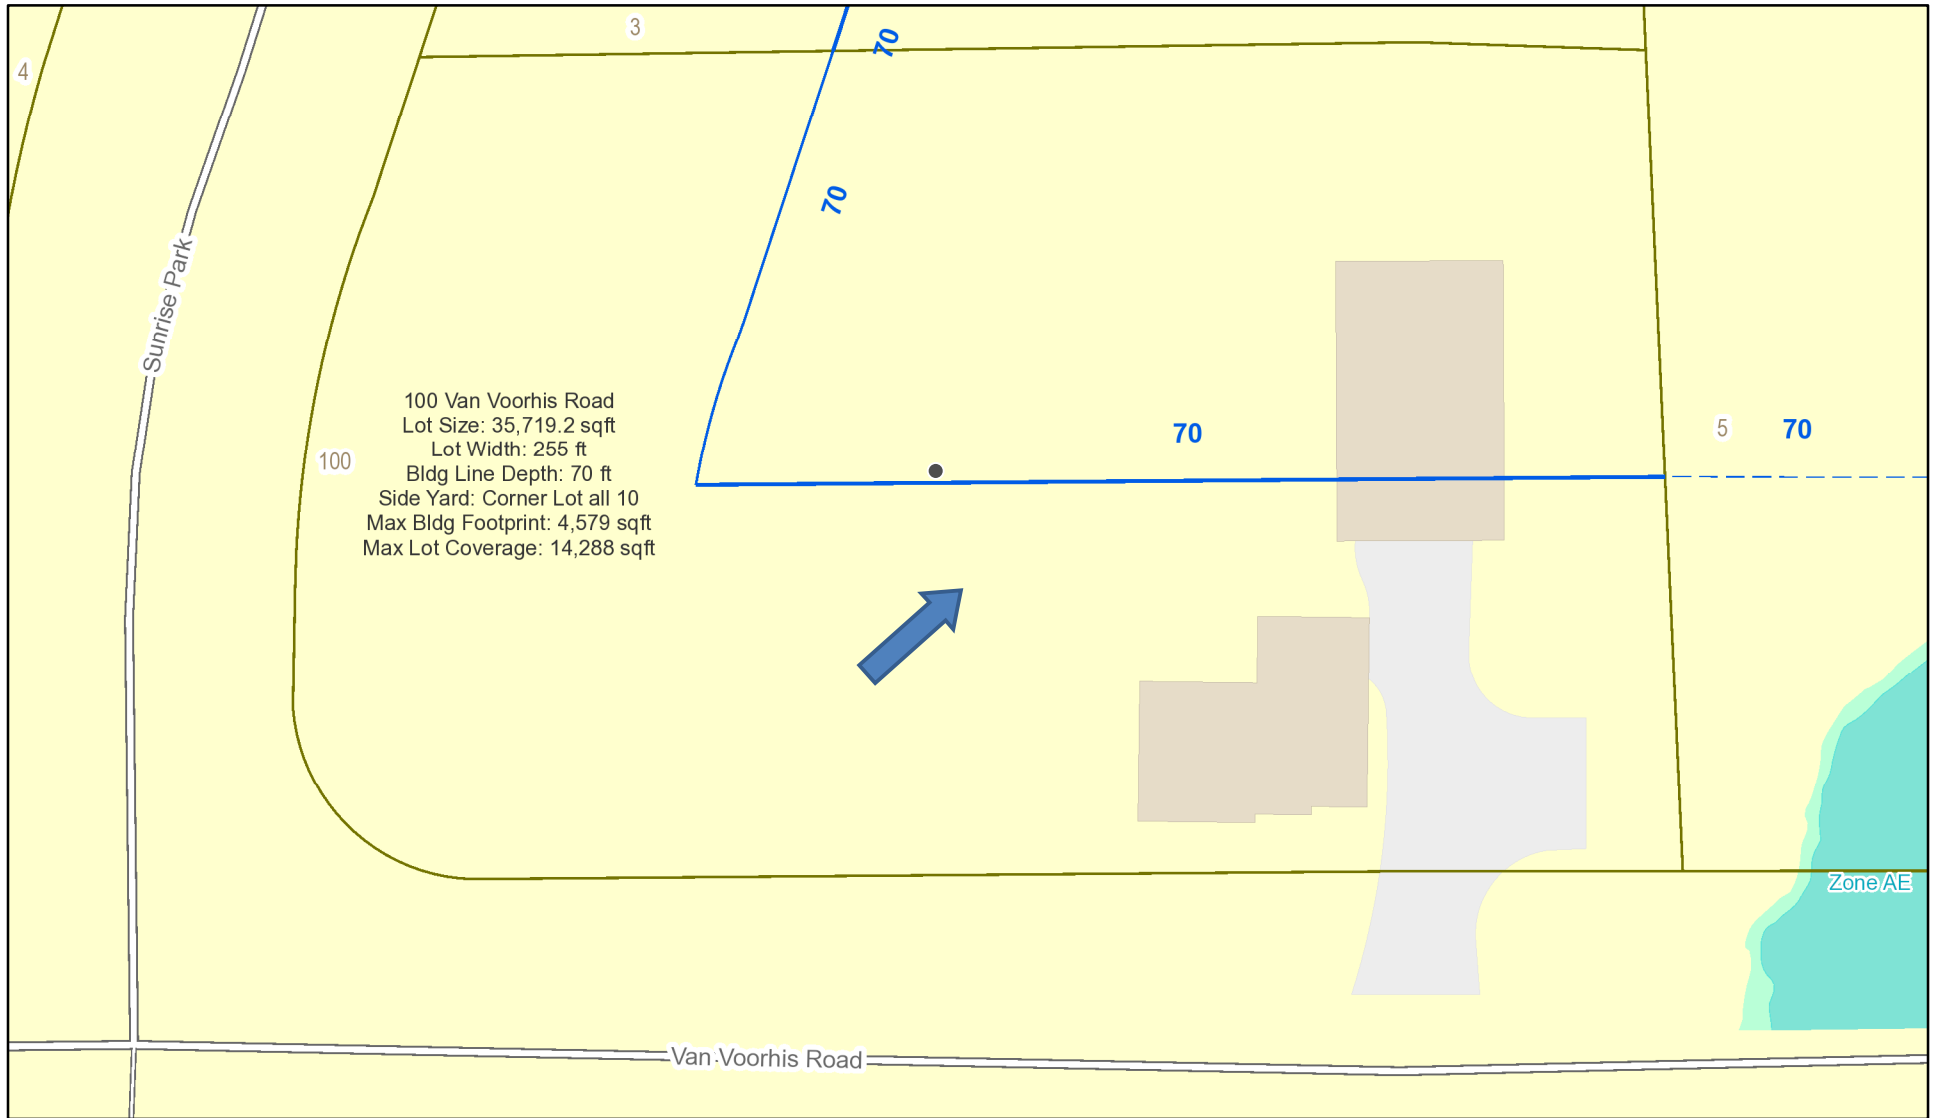 3
70
4
70
Sunrise Park
100 Van Voorhis Road
Lot Size: 35,719.2 sqft
Lot Width: 255 ft
Bldg Line Depth: 70 ft
Side Yard: Corner Lot all 10
Max Bldg Footprint: 4,579 sqft
Max Lot Coverage: 14,288 sqft
100
70
5
70
Zone AE
Van Voorhis Road